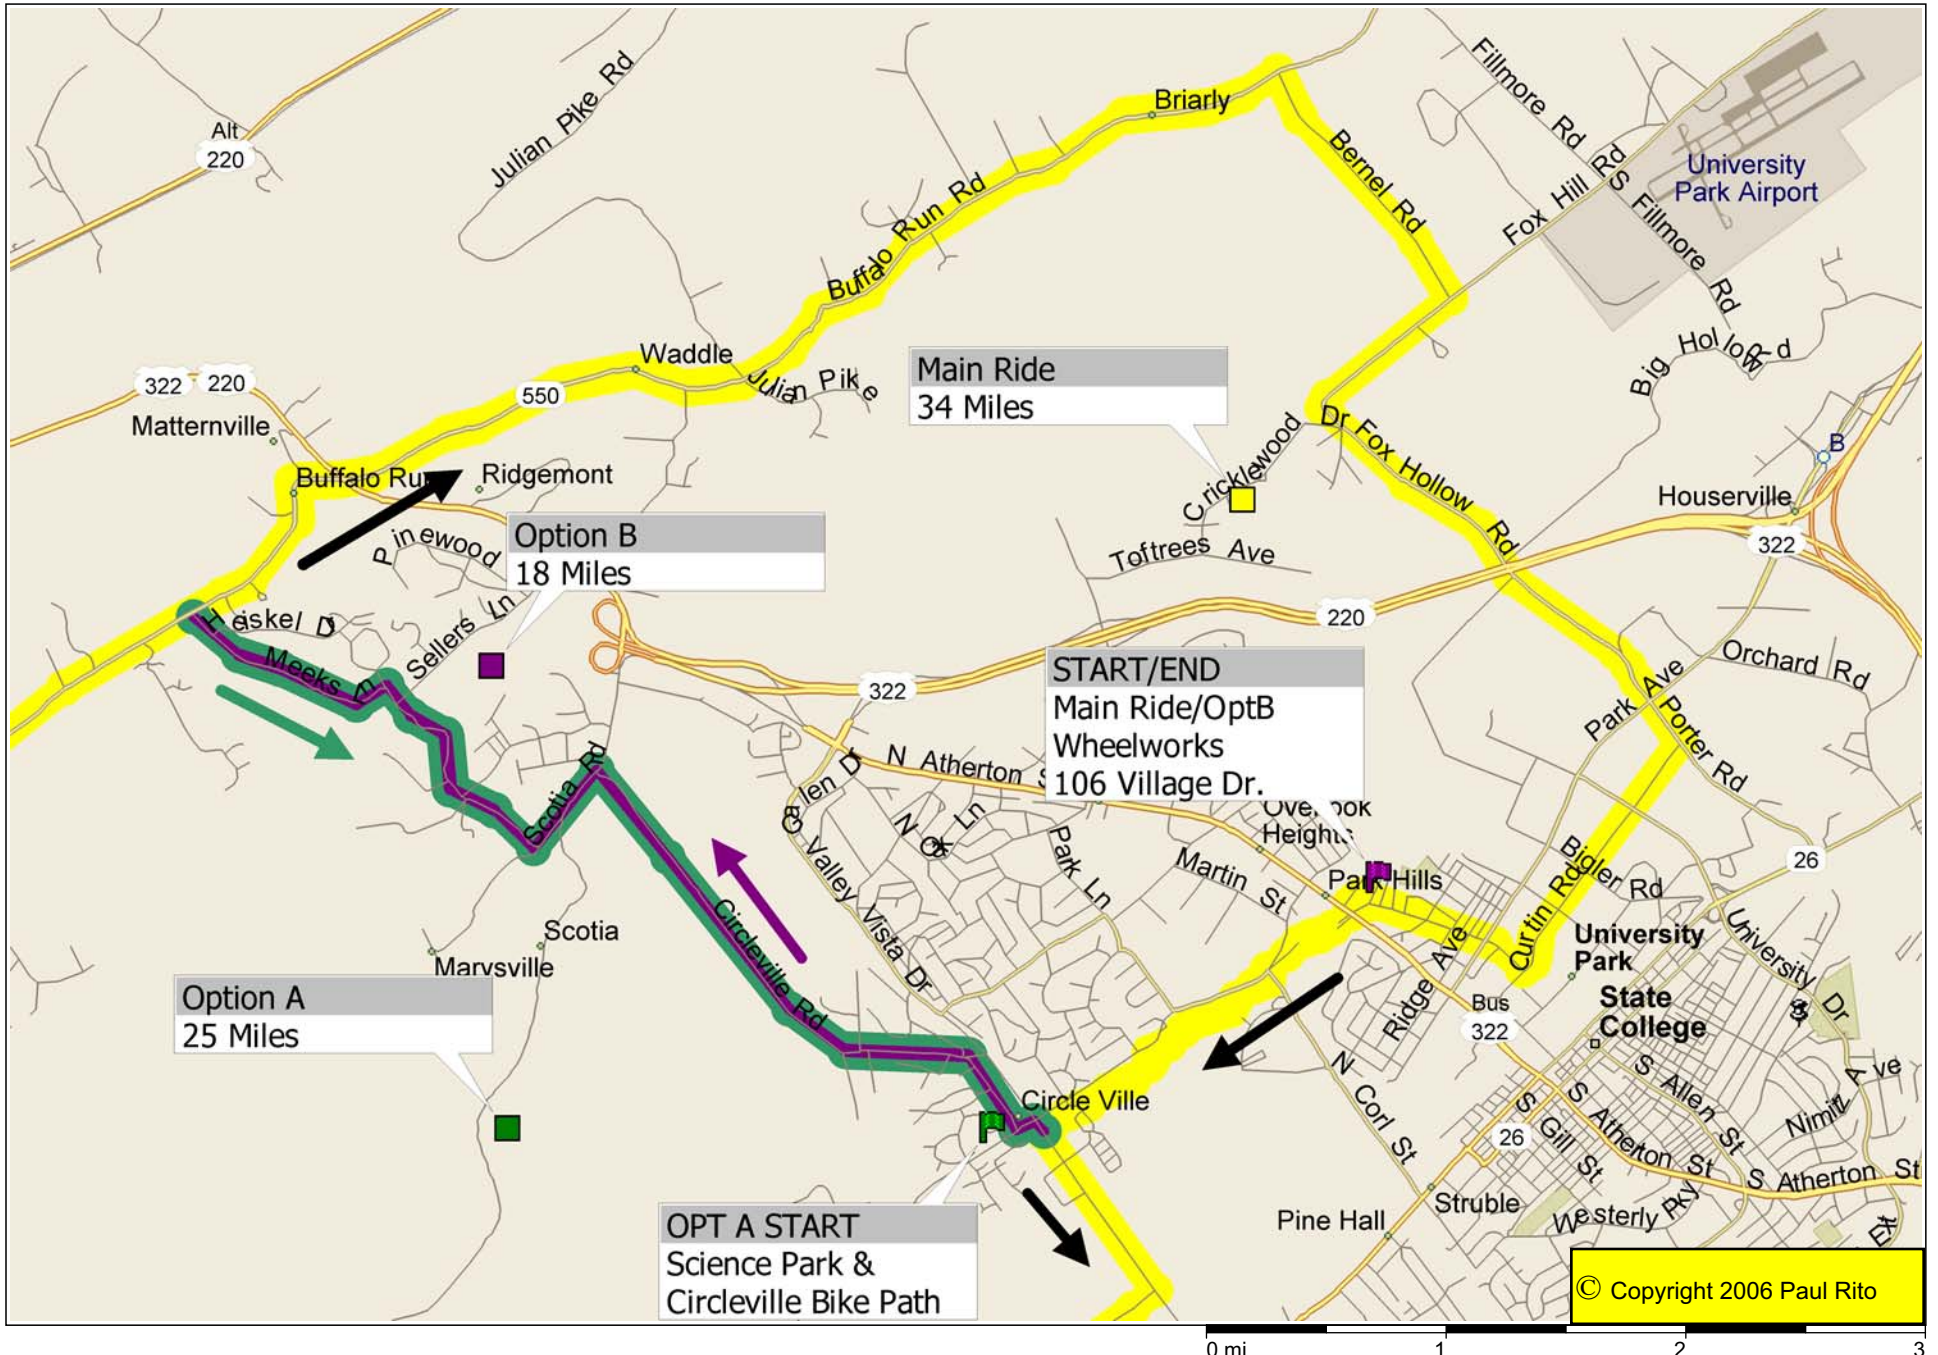 Julian Pike Rd
Alt
220
Briarly
Fillmore Rd
Bernel Rd
Fox Hill Rd
S Fillmore Rd
University
Park Airport
Buffalo Run Rd
Big Hollow Rd
Waddle
Julian Pike
322
220
550
Matternville
Main Ride
34 Miles
Cricklewood Dr
Fox Hollow Rd
B
Houserville
322
Ridgemont
Pinewood
Option B
18 Miles
Toftrees Ave
220
Sellers Ln
Meeks Ln
322
START/END
Main Ride/OptB
Wheelworks
106 Village Dr.
Orchard Rd
Park Ave
Porter Rd
N Atherton
Scotia Rd
Galen Dr
Valley Vista Dr
Park Ln
Heights
Martin St
Park Hills
Bigler Rd
26
Curtin Rd
University
Park
State
College
University Dr
Ridge Ave
Bus
322
Circleville Rd
Scotia
Marysville
Option A
25 Miles
N Corl St
Circle Ville
S Allen St
S Gill St
S Atherton St
S Atherton St
26
Nimitz Ave
Struble
Pine Hall
Westerly Pky
OPT A START
Science Park &
Circleville Bike Path
© Copyright 2006 Paul Rito
0 mi 1 2 3